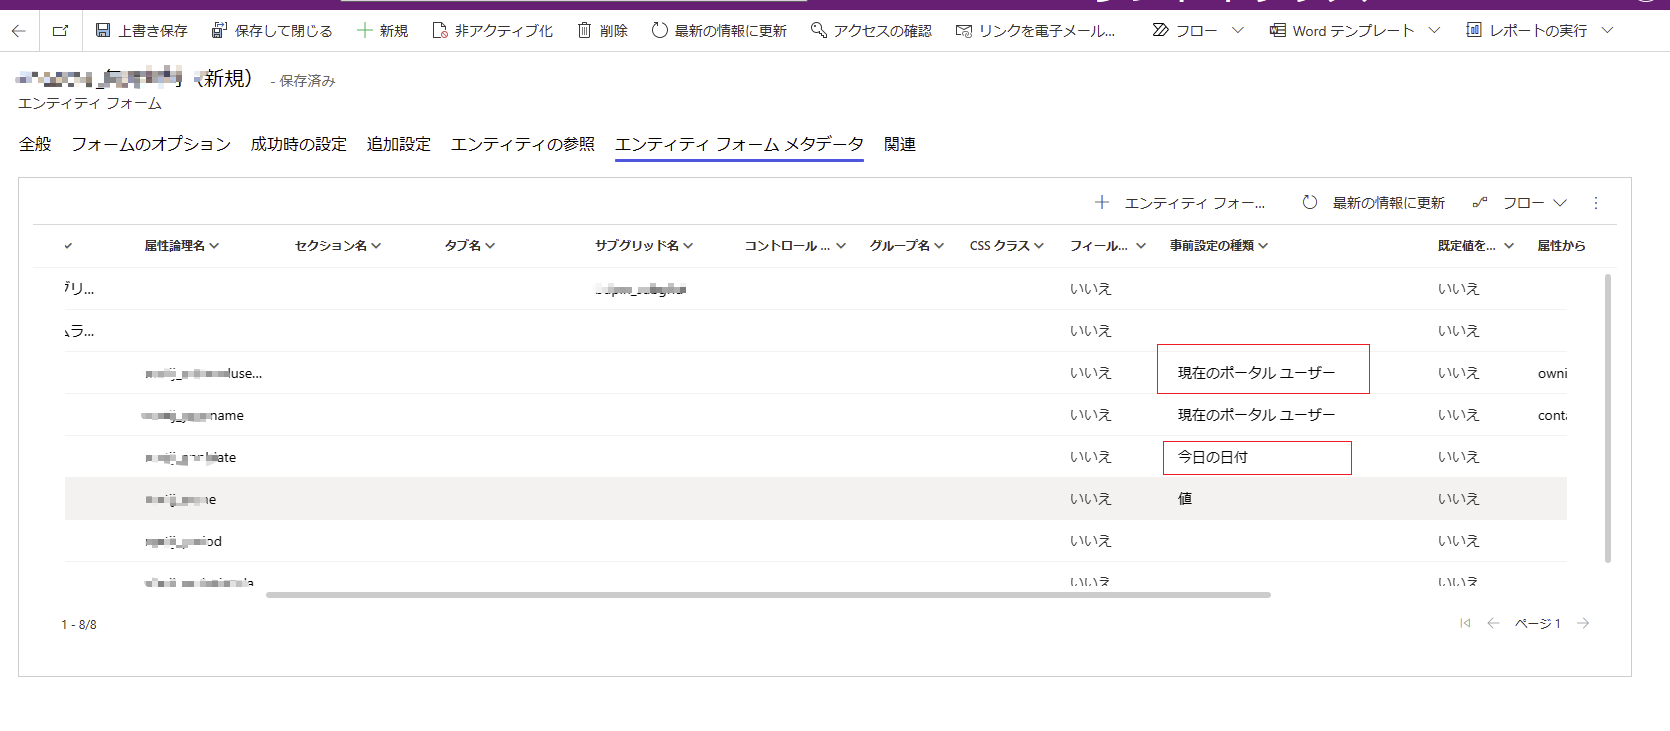 上書き保存 保存して閉じる 新規 非アクティブ化 削除 最新の情報に更新 アクセスの確認 リンクを電子メール... フロー Word テンプレート レポートの実行
(新規) - 保存済み
エンティティ フォーム
全般 フォームのオプション 成功時の設定 追加設定 エンティティの参照 エンティティ フォーム メタデータ 関連
エンティティ フォー... 最新の情報に更新 フロー
属性論理名 セクション名 タブ名 サブグリッド名 コントロール ... グループ名 CSS クラス フィール... 事前設定の種類 既定値を... 属性から
グリ... いいえ いいえ
ムラ... いいえ いいえ
use... いいえ 現在のポータル ユーザー いいえ owni
name いいえ 現在のポータル ユーザー いいえ conta
ate いいえ 今日の日付 いいえ
いいえ 値 いいえ
いいえ いいえ
いいえ いいえ
1 - 8/8 ページ 1